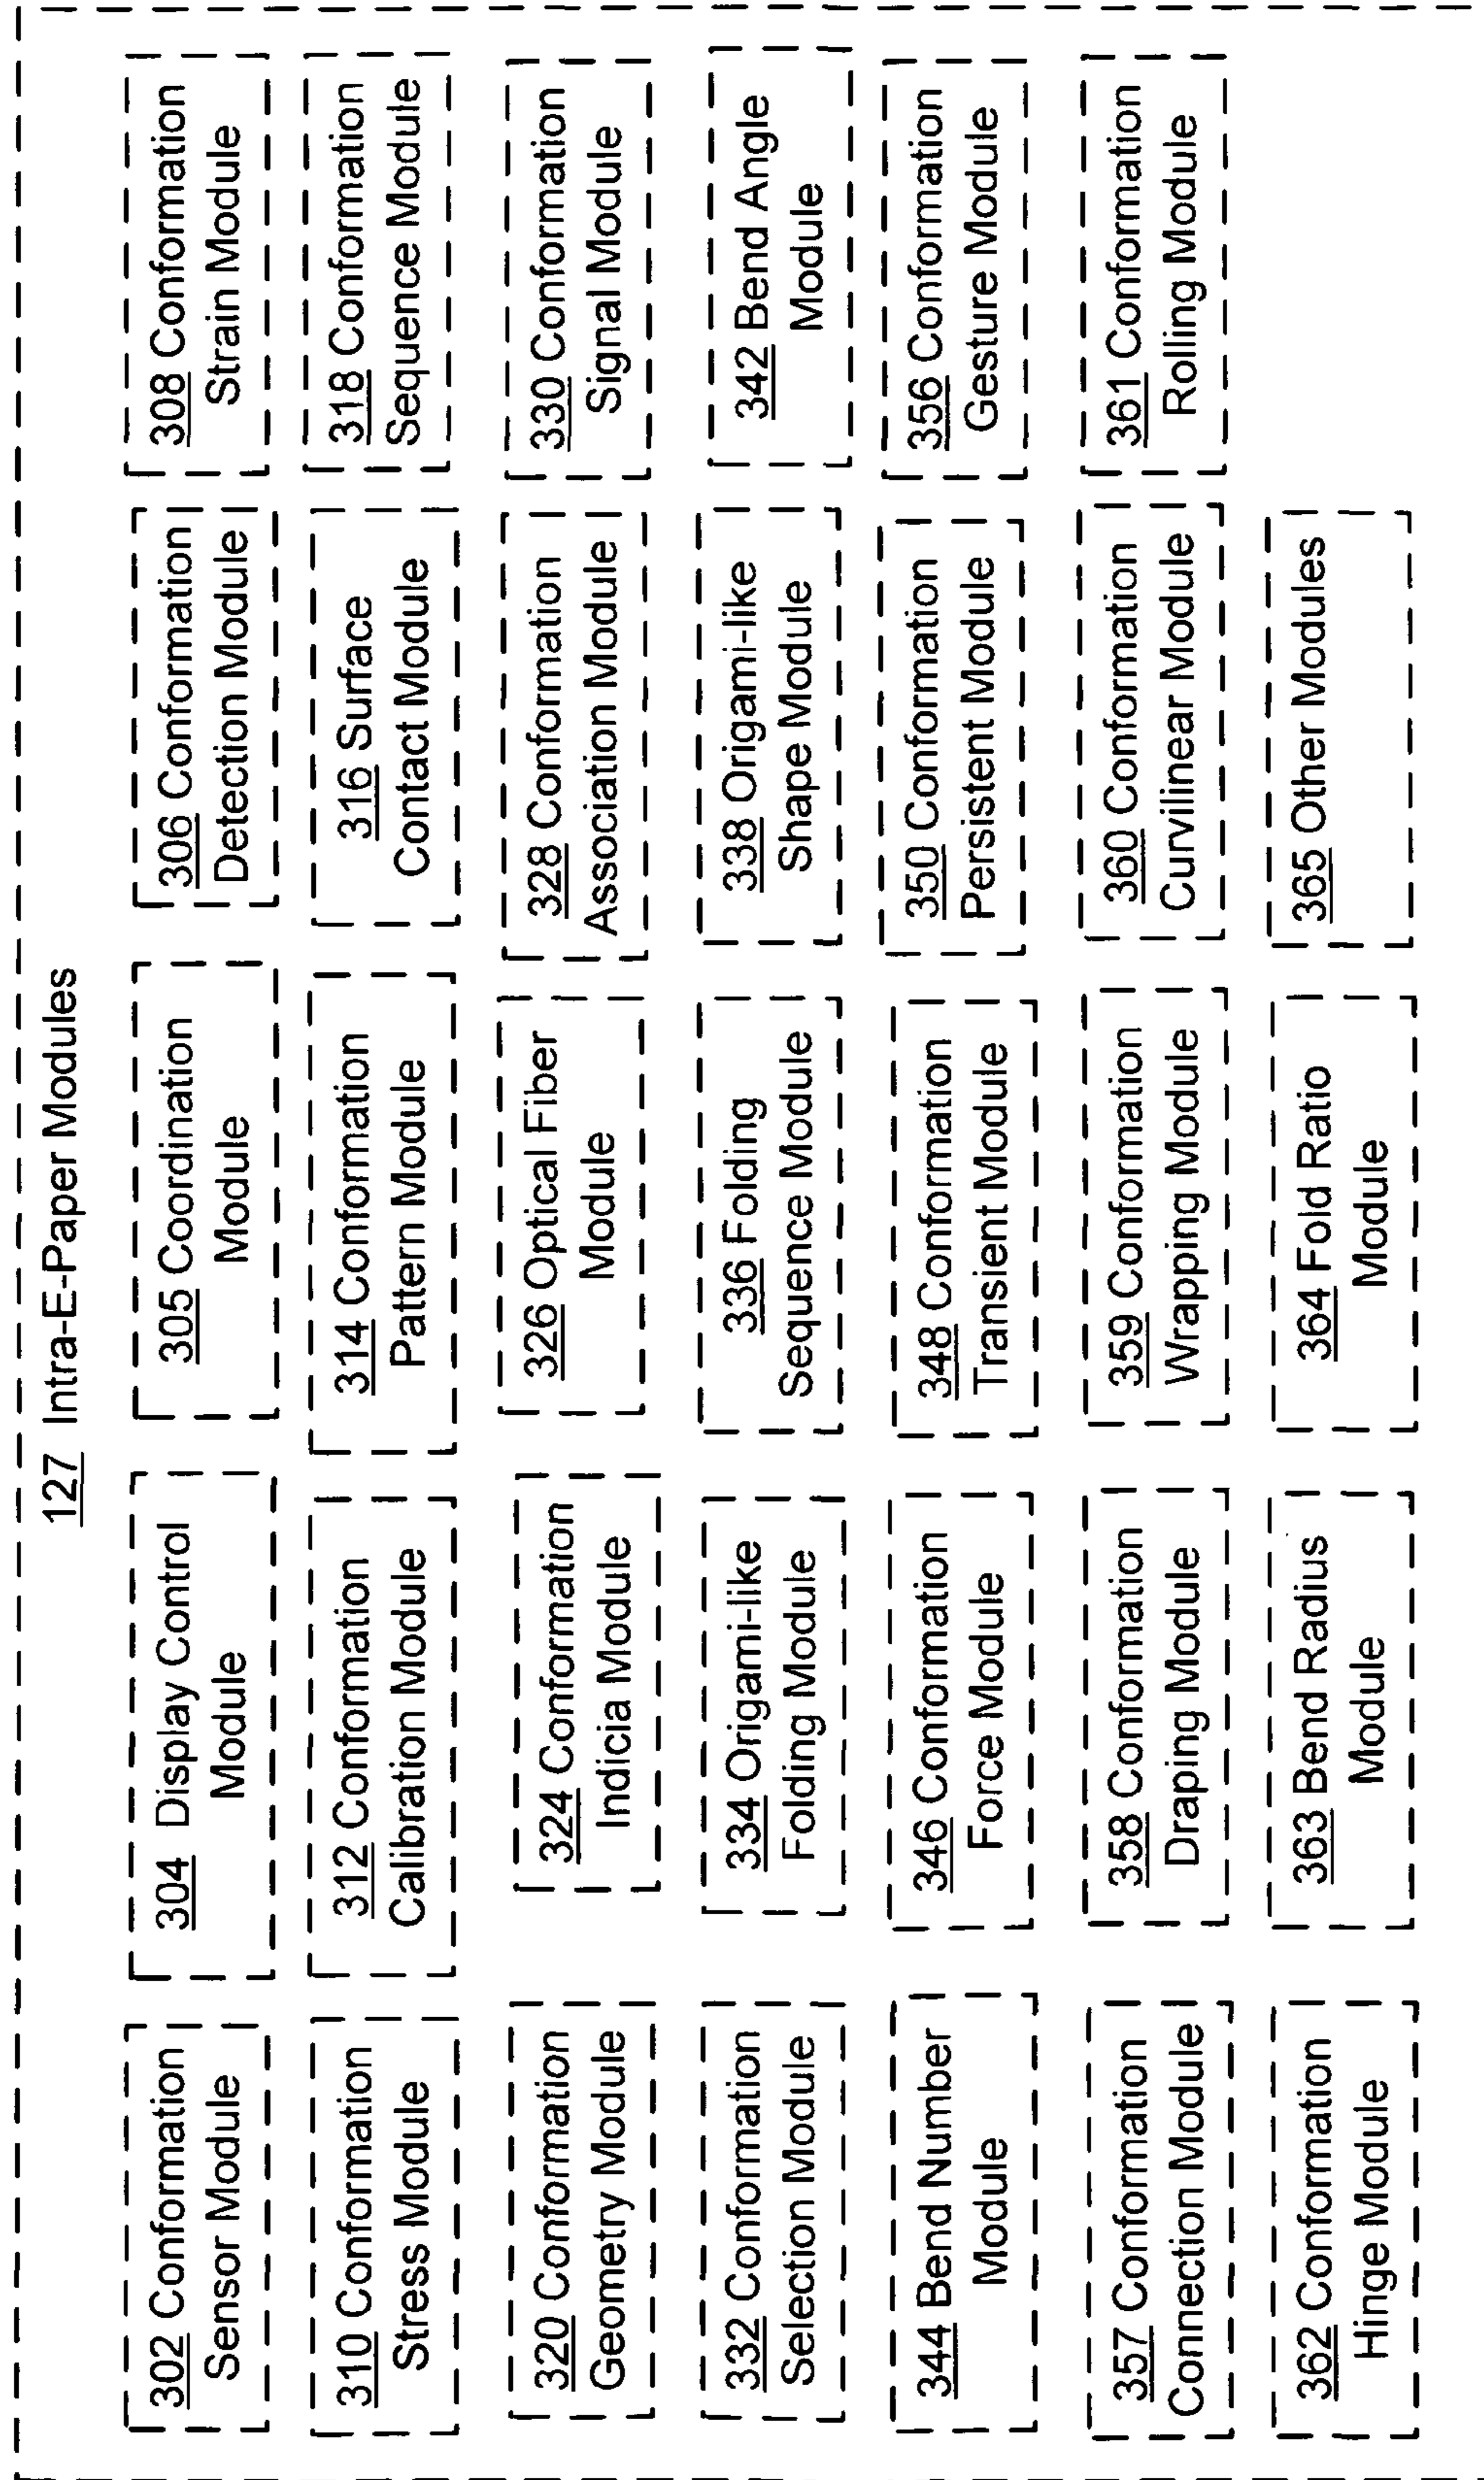 127 Intra-E-Paper Modules
302 Conformation
Sensor Module
304 Display Control
Module
305 Coordination
Module
306 Conformation
Detection Module
308 Conformation
Strain Module
310 Conformation
Stress Module
312 Conformation
Calibration Module
314 Conformation
Pattern Module
316 Surface
Contact Module
318 Conformation
Sequence Module
320 Conformation
Geometry Module
324 Conformation
Indicia Module
326 Optical Fiber
Module
328 Conformation
Association Module
330 Conformation
Signal Module
332 Conformation
Selection Module
334 Origami-like
Folding Module
336 Folding
Sequence Module
338 Origami-like
Shape Module
342 Bend Angle
Module
344 Bend Number
Module
346 Conformation
Force Module
348 Conformation
Transient Module
350 Conformation
Persistent Module
356 Conformation
Gesture Module
357 Conformation
Connection Module
358 Conformation
Draping Module
359 Conformation
Wrapping Module
360 Conformation
Curvilinear Module
361 Conformation
Rolling Module
362 Conformation
Hinge Module
363 Bend Radius
Module
364 Fold Ratio
Module
365 Other Modules